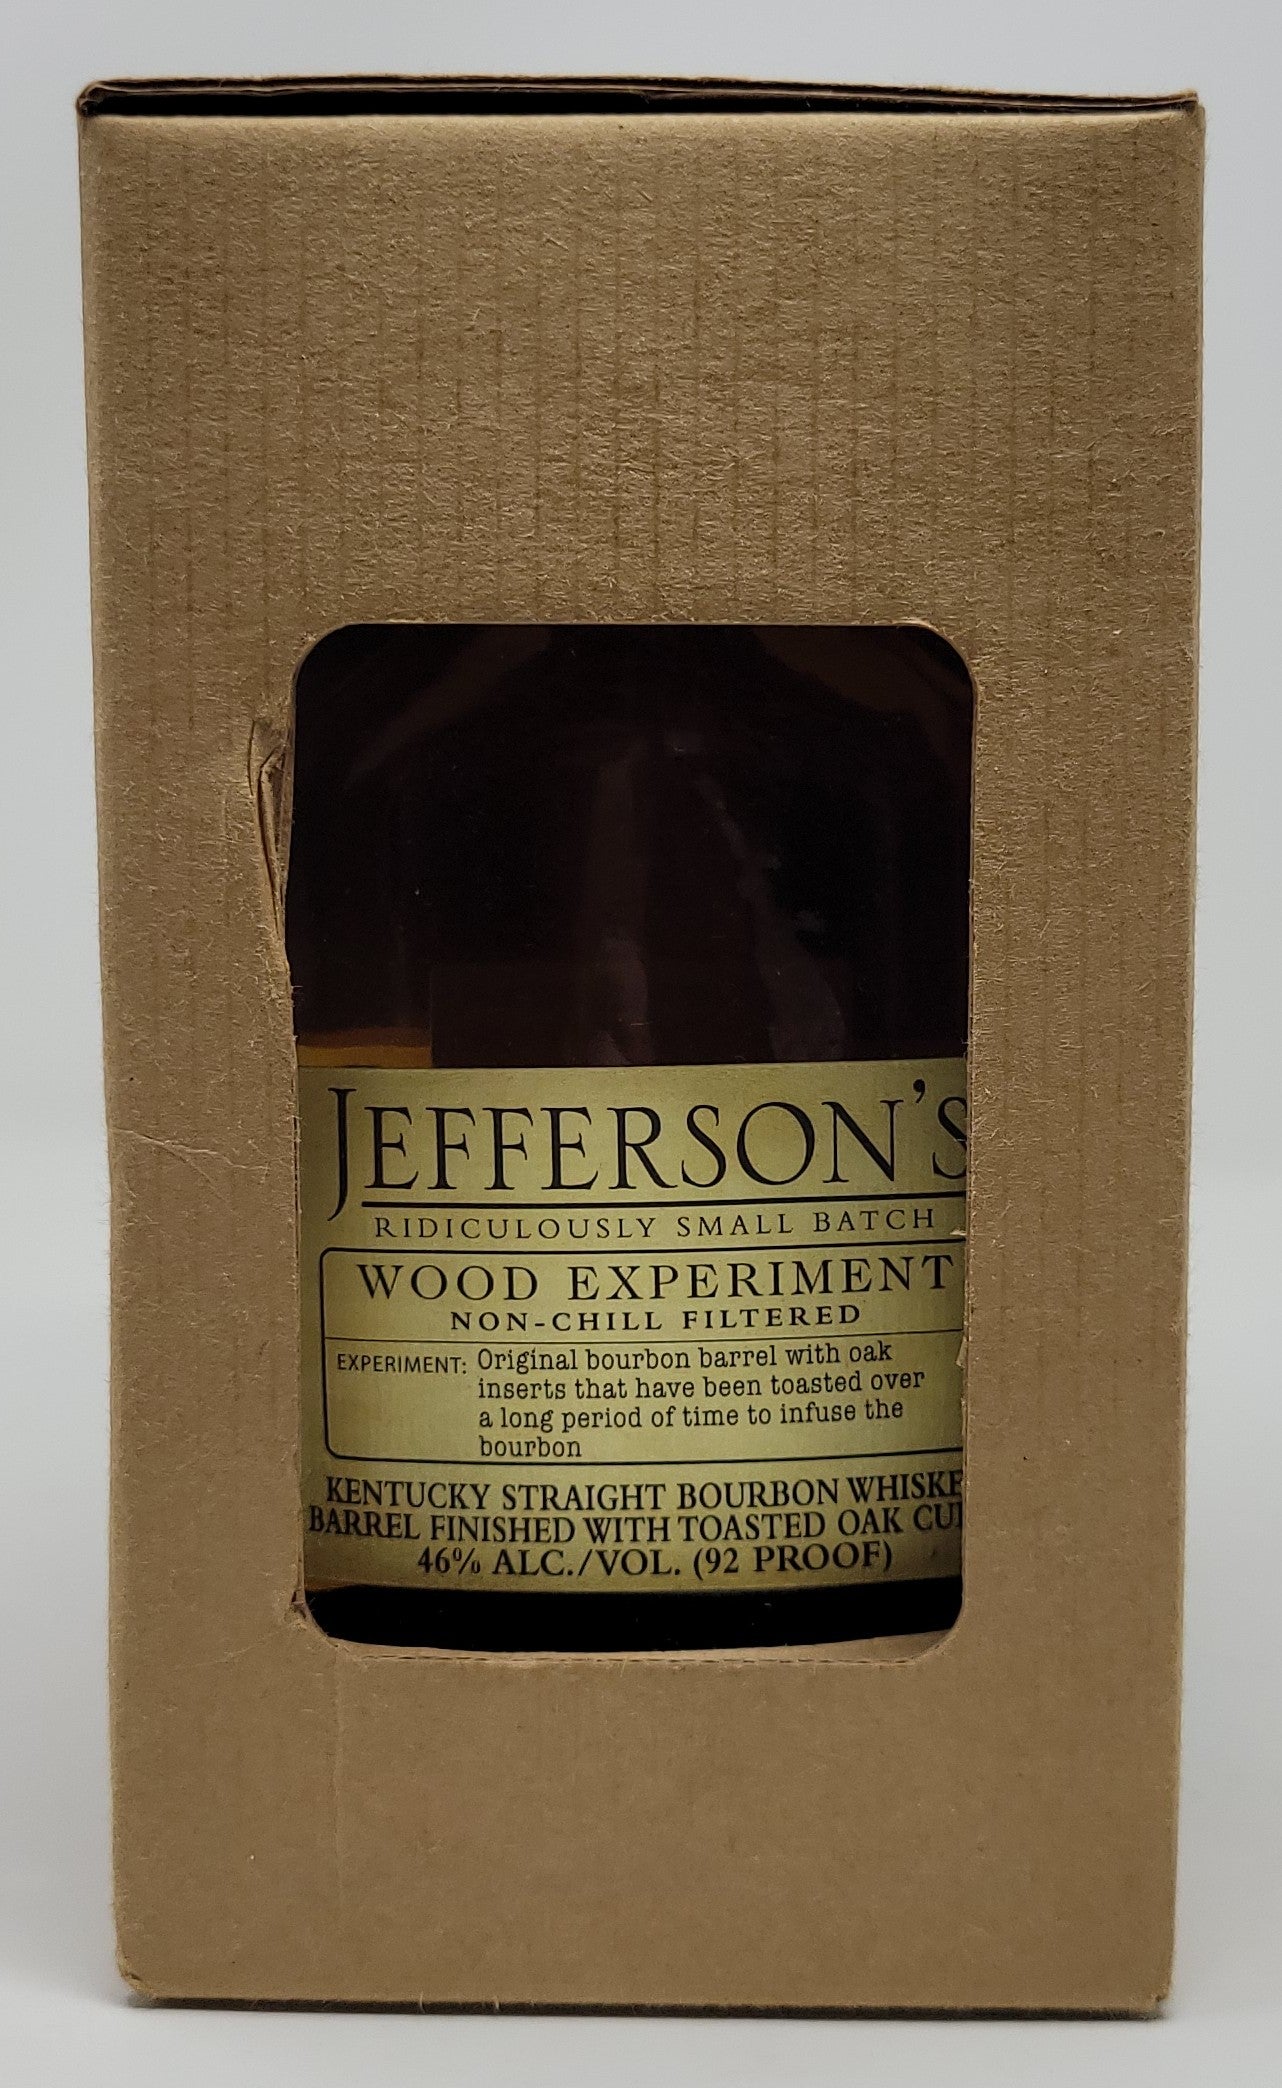 JEFFERSON'S
RIDICULOUSLY SMALL BATCH
WOOD EXPERIMENT
NON-CHILL FILTERED
EXPERIMENT: Original bourbon barrel with oak
inserts that have been toasted over
a long period of time to infuse the
bourbon
KENTUCKY STRAIGHT BOURBON WHISKE
BARREL FINISHED WITH TOASTED OAK
46% ALC./VOL. (92 PROOF)